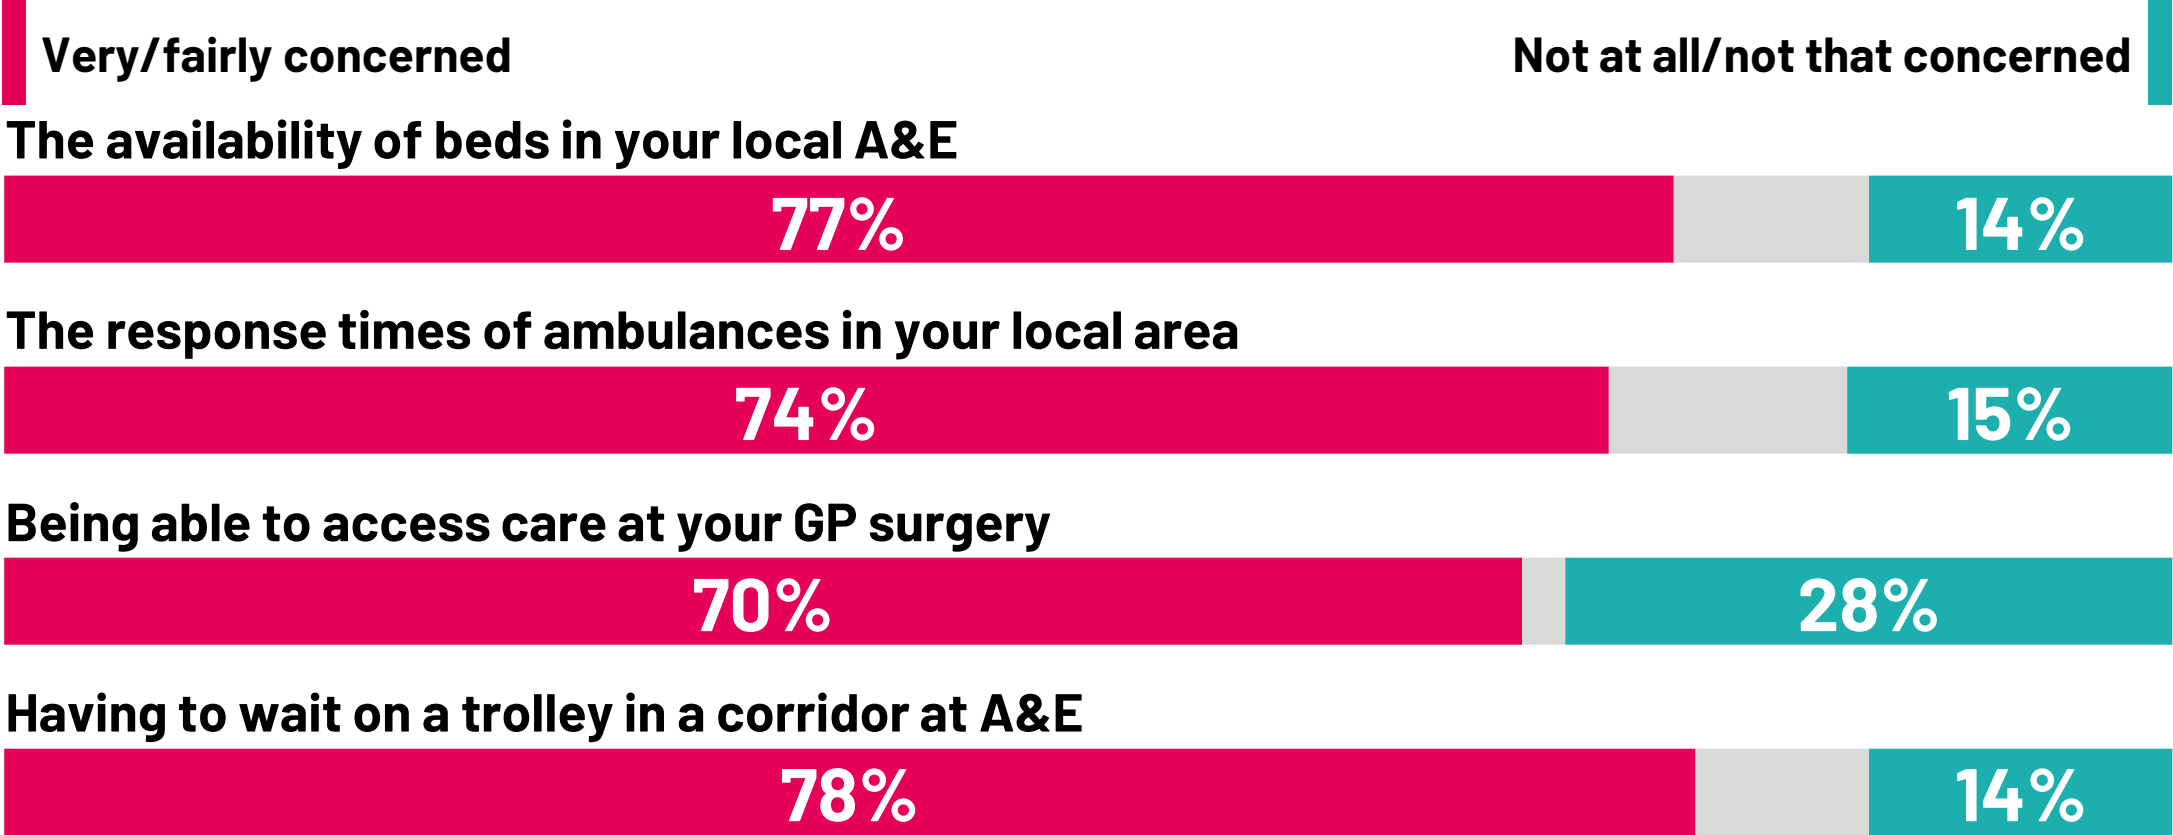 Very/fairly concerned
Not at all/not that concerned
The availability of beds in your local A&E
77%
14%
The response times of ambulances in your local area
74%
15%
Being able to access care at your GP surgery
70%
28%
Having to wait on a trolley in a corridor at A&E
78%
14%